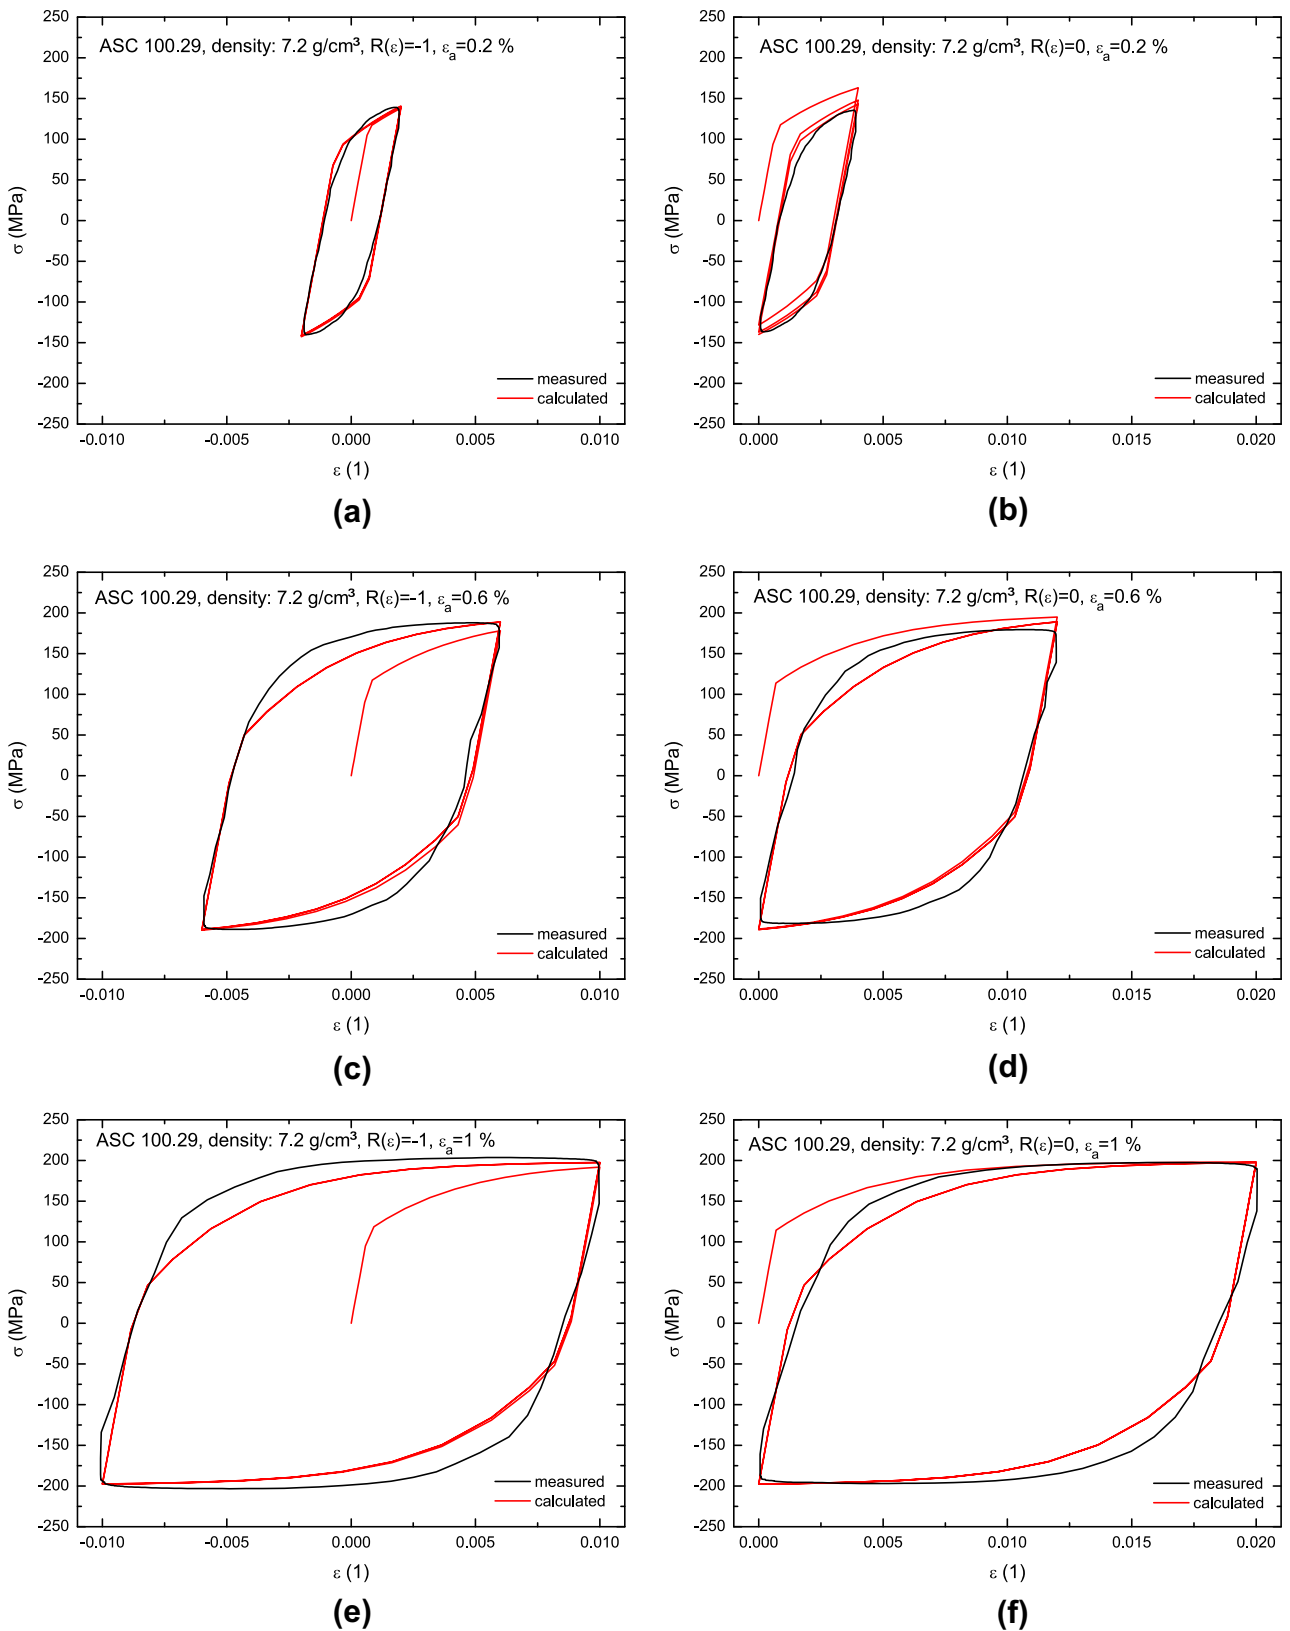 ASC 100.29, density: 7.2 g/cm³, R(ε)=-1, εa=0.2 %
250
200
150
100
50
0
-50
-100
-150
-200
-250
σ (MPa)
measured
calculated
-0.010 -0.005 0.000 0.005 0.010
ε (1)
(a)
ASC 100.29, density: 7.2 g/cm³, R(ε)=0, εa=0.2 %
250
200
150
100
50
0
-50
-100
-150
-200
-250
σ (MPa)
measured
calculated
0.000 0.005 0.010 0.015 0.020
ε (1)
(b)
ASC 100.29, density: 7.2 g/cm³, R(ε)=-1, εa=0.6 %
250
200
150
100
50
0
-50
-100
-150
-200
-250
σ (MPa)
measured
calculated
-0.010 -0.005 0.000 0.005 0.010
ε (1)
(c)
ASC 100.29, density: 7.2 g/cm³, R(ε)=0, εa=0.6 %
250
200
150
100
50
0
-50
-100
-150
-200
-250
σ (MPa)
measured
calculated
0.000 0.005 0.010 0.015 0.020
ε (1)
(d)
ASC 100.29, density: 7.2 g/cm³, R(ε)=-1, εa=1 %
250
200
150
100
50
0
-50
-100
-150
-200
-250
σ (MPa)
measured
calculated
-0.010 -0.005 0.000 0.005 0.010
ε (1)
(e)
ASC 100.29, density: 7.2 g/cm³, R(ε)=0, εa=1 %
250
200
150
100
50
0
-50
-100
-150
-200
-250
σ (MPa)
measured
calculated
0.000 0.005 0.010 0.015 0.020
ε (1)
(f)